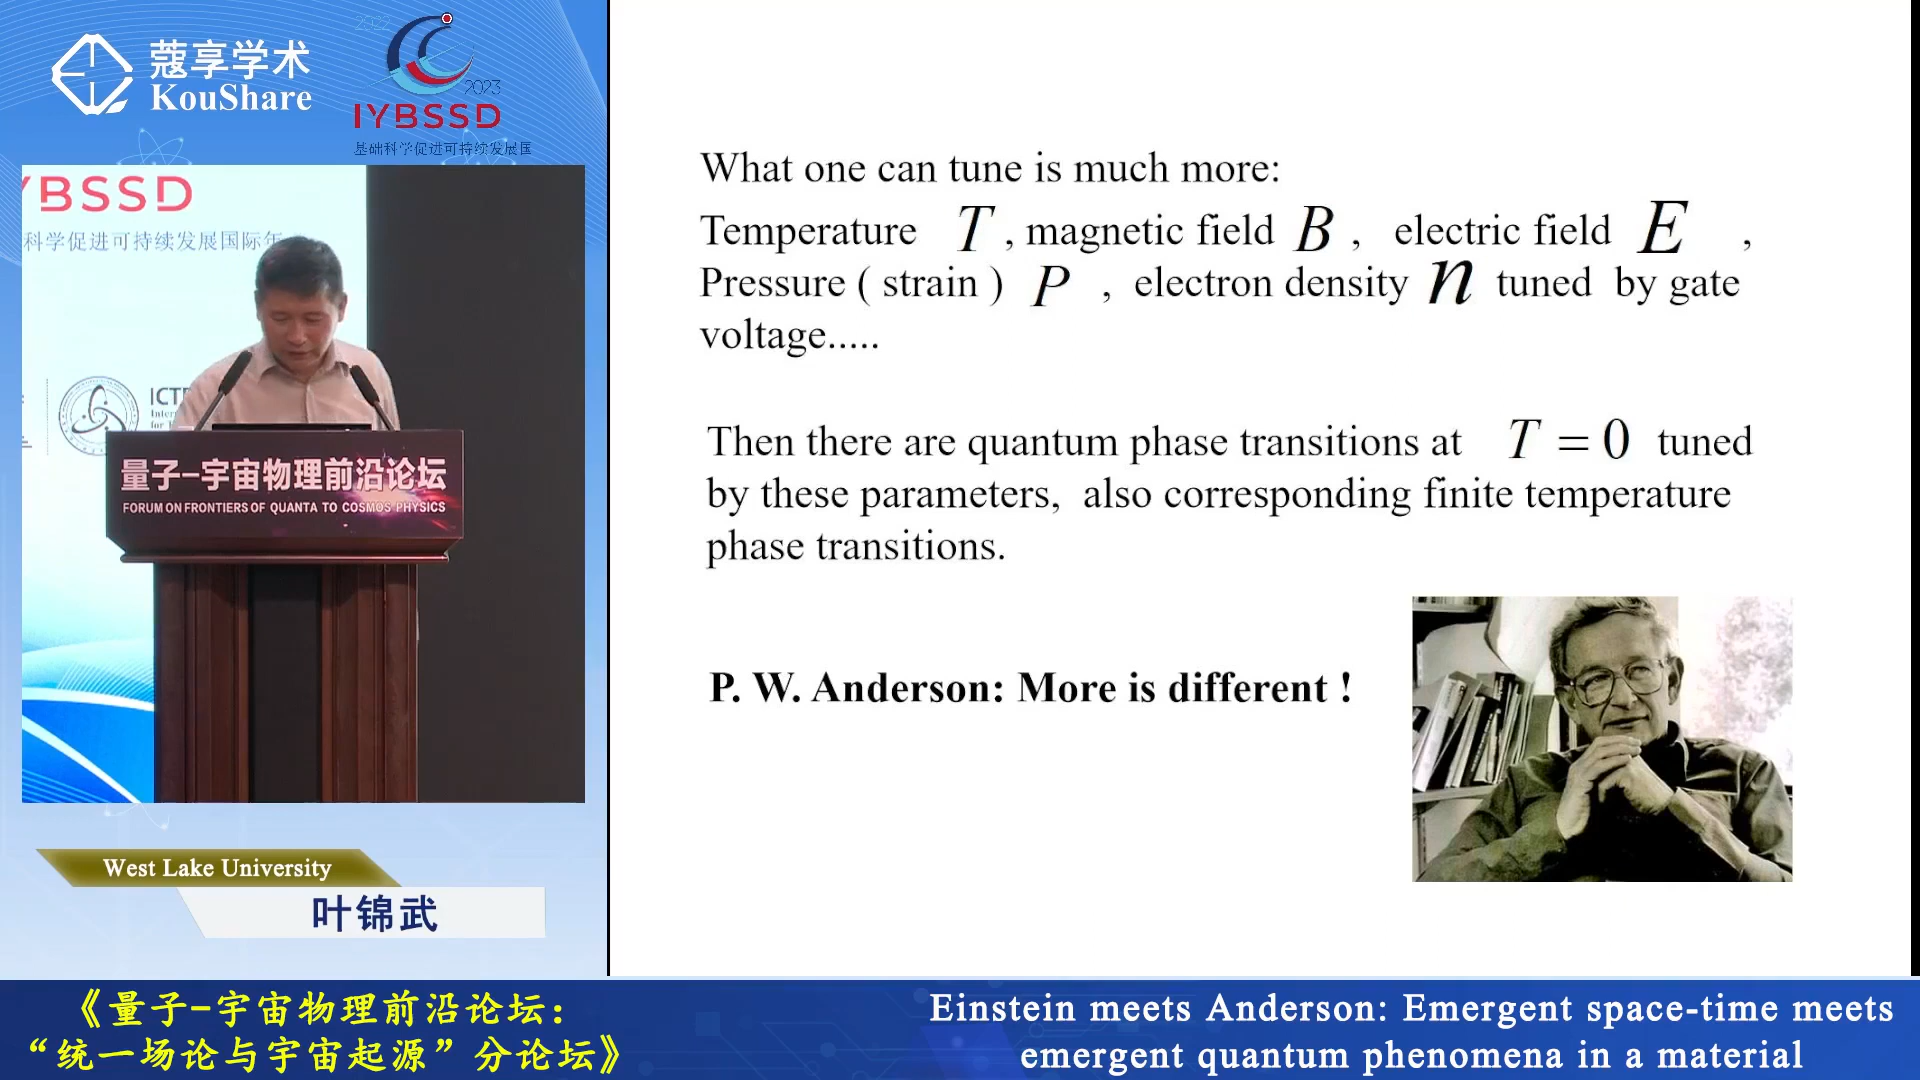 蔻享学术
KouShare
2022
2023
IYBSSD
基础科学促进可持续发展国
YBSSD
科学促进可持续发展国际年
量子-宇宙物理前沿论坛
FORUM ON FRONTIERS OF QUANTA TO COSMOS PHYSICS
West Lake University
叶锦武
What one can tune is much more:
Temperature T , magnetic field B , electric field E ,
Pressure ( strain ) P , electron density n tuned by gate
voltage.....
Then there are quantum phase transitions at T = 0 tuned
by these parameters, also corresponding finite temperature
phase transitions.
P. W. Anderson: More is different !
《量子-宇宙物理前沿论坛：
“统一场论与宇宙起源”分论坛》
Einstein meets Anderson: Emergent space-time meets
emergent quantum phenomena in a material